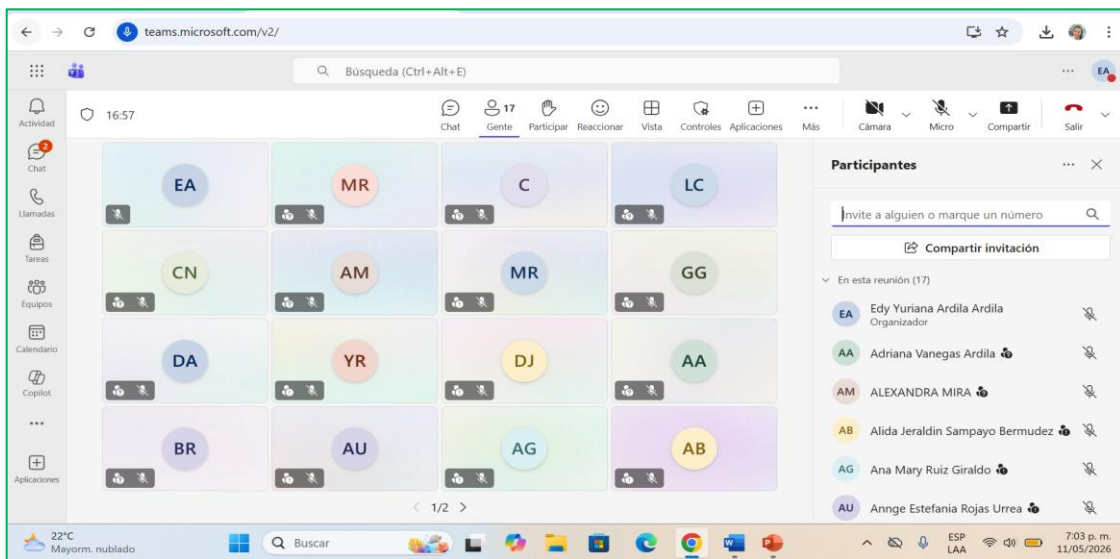 teams.microsoft.com/v2/
Búsqueda (Ctrl+Alt+E)
EA
Actividad
Chat
2
Llamadas
Tareas
Equipos
Calendario
Copilot
Aplicaciones
16:57
Chat
17
Gente
Participar
Reaccionar
Vista
Controles
Aplicaciones
Más
Cámara
Micro
Compartir
Salir
EA
MR
C
LC
CN
AM
MR
GG
DA
YR
DJ
AA
BR
AU
AG
AB
1/2
Participantes
Invite a alguien o marque un número
Compartir invitación
En esta reunión (17)
EA Edy Yuriana Ardila Ardila
Organizador
AA Adriana Vanegas Ardila
AM ALEXANDRA MIRA
AB Alida Jeraldin Sampayo Bermudez
AG Ana Mary Ruiz Giraldo
AU Annge Estefania Rojas Urrea
22°C
Mayorm. nublado
Buscar
ESP
LAA
7:03 p. m.
11/05/2026